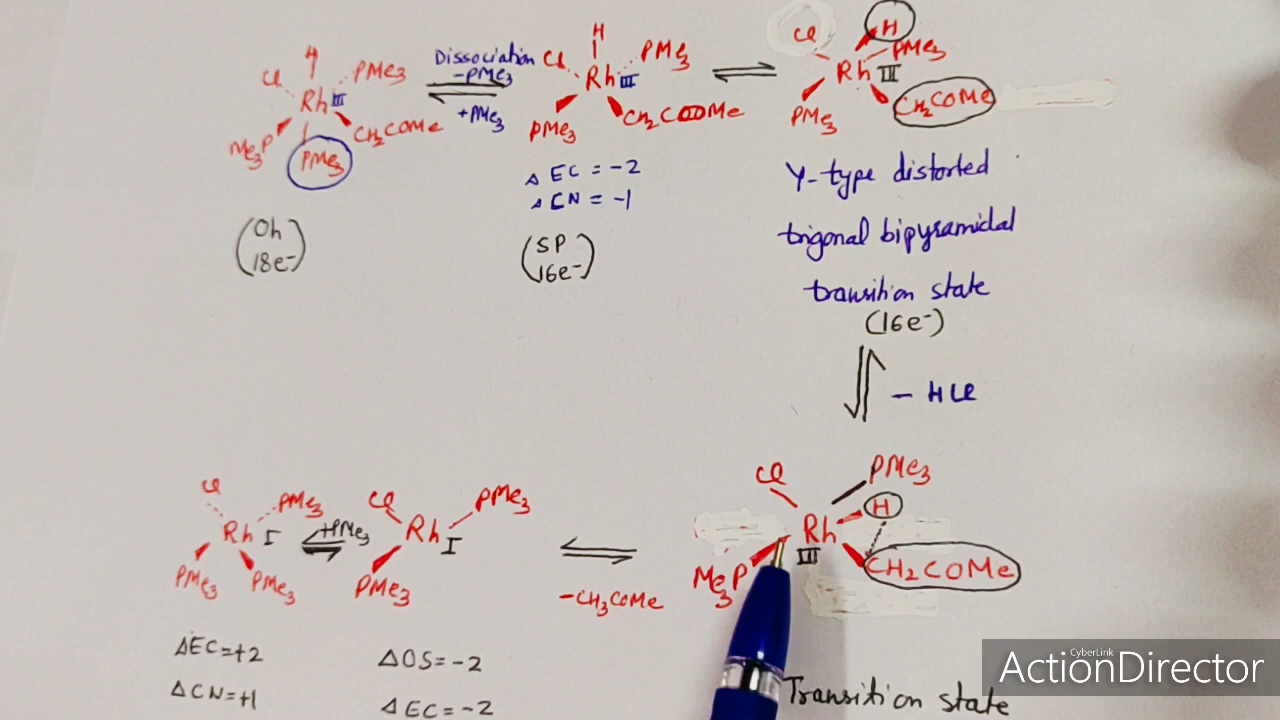 H
Cl
PMe3
Rh III
Me3P
CH2COMe
PMe3
(Oh
18e-)
Dissociation
-PMe3
+PMe3
H
Cl
PMe3
Rh III
PMe3
CH2COOMe
Δ EC = -2
Δ CN = -1
(SP
16e-)
Cl
H
PMe3
Rh III
PMe3
CH2COMe
Y-type distorted
trigonal bipyramidal
transition state
(16e-)
- HCl
Cl
PMe3
Rh I
PMe3
PMe3
+PMe3
Cl
PMe3
Rh I
PMe3
-CH3COMe
Cl
PMe3
H
Rh
III
Me3P
CH2COMe
ΔEC=+2
ΔCN=+1
ΔOS=-2
ΔEC=-2
Transition state
CyberLink
ActionDirector